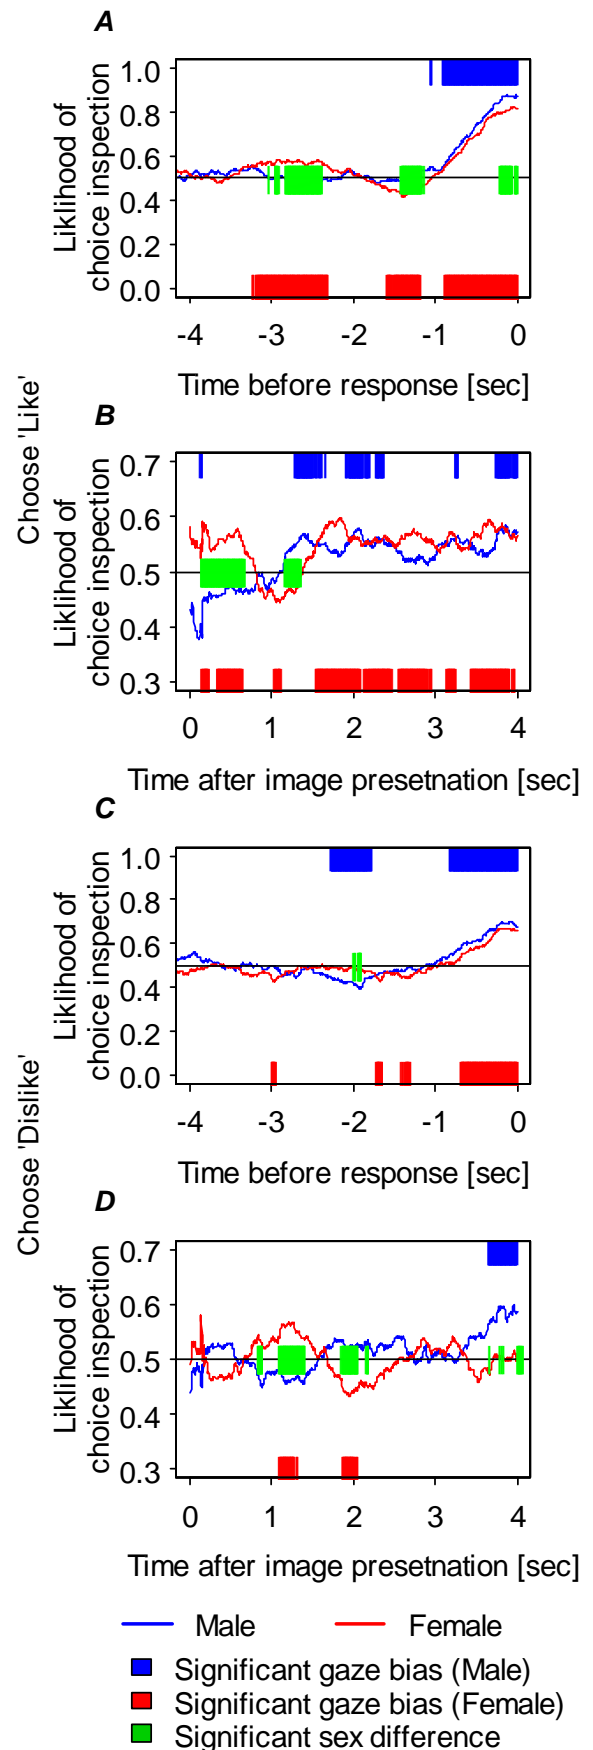 A
Liklihood of
choice inspection
1.0
0.8
0.6
0.4
0.2
0.0
-4 -3 -2 -1 0
Time before response [sec]
Choose 'Like'
B
Liklihood of
choice inspection
0.7
0.6
0.5
0.4
0.3
0 1 2 3 4
Time after image presetnation [sec]
C
Liklihood of
choice inspection
1.0
0.8
0.6
0.4
0.2
0.0
-4 -3 -2 -1 0
Time before response [sec]
Choose 'Dislike'
D
Liklihood of
choice inspection
0.7
0.6
0.5
0.4
0.3
0 1 2 3 4
Time after image presetnation [sec]
Male Female
Significant gaze bias (Male)
Significant gaze bias (Female)
Significant sex difference